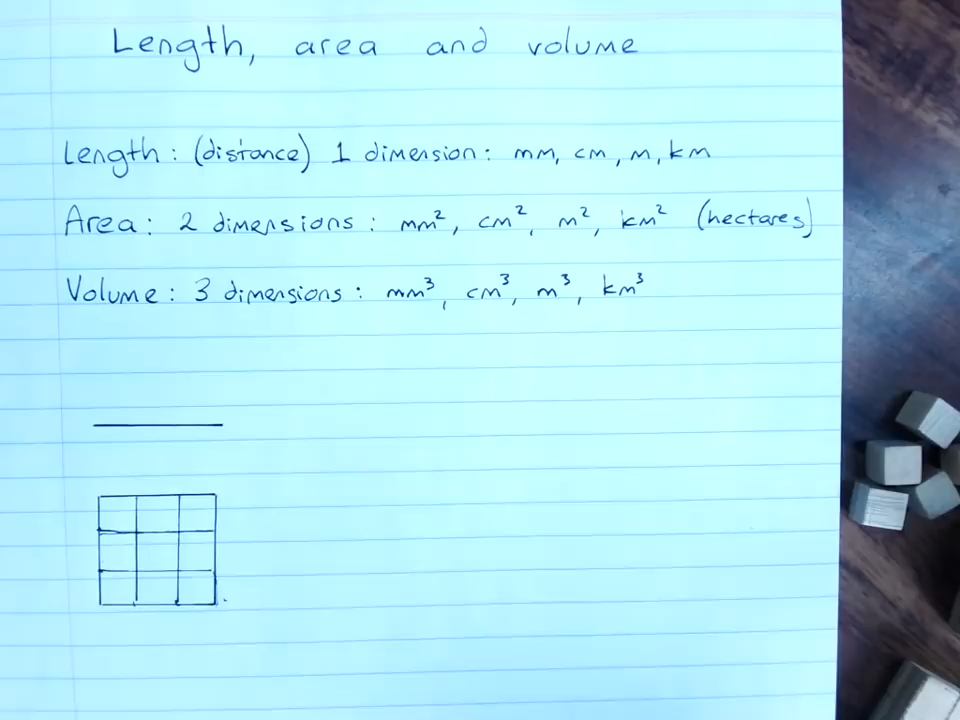 Length, area and volume
Length: (distance) 1 dimension: mm, cm, m, km
Area: 2 dimensions: mm², cm², m², km² (hectares)
Volume: 3 dimensions: mm³, cm³, m³, km³